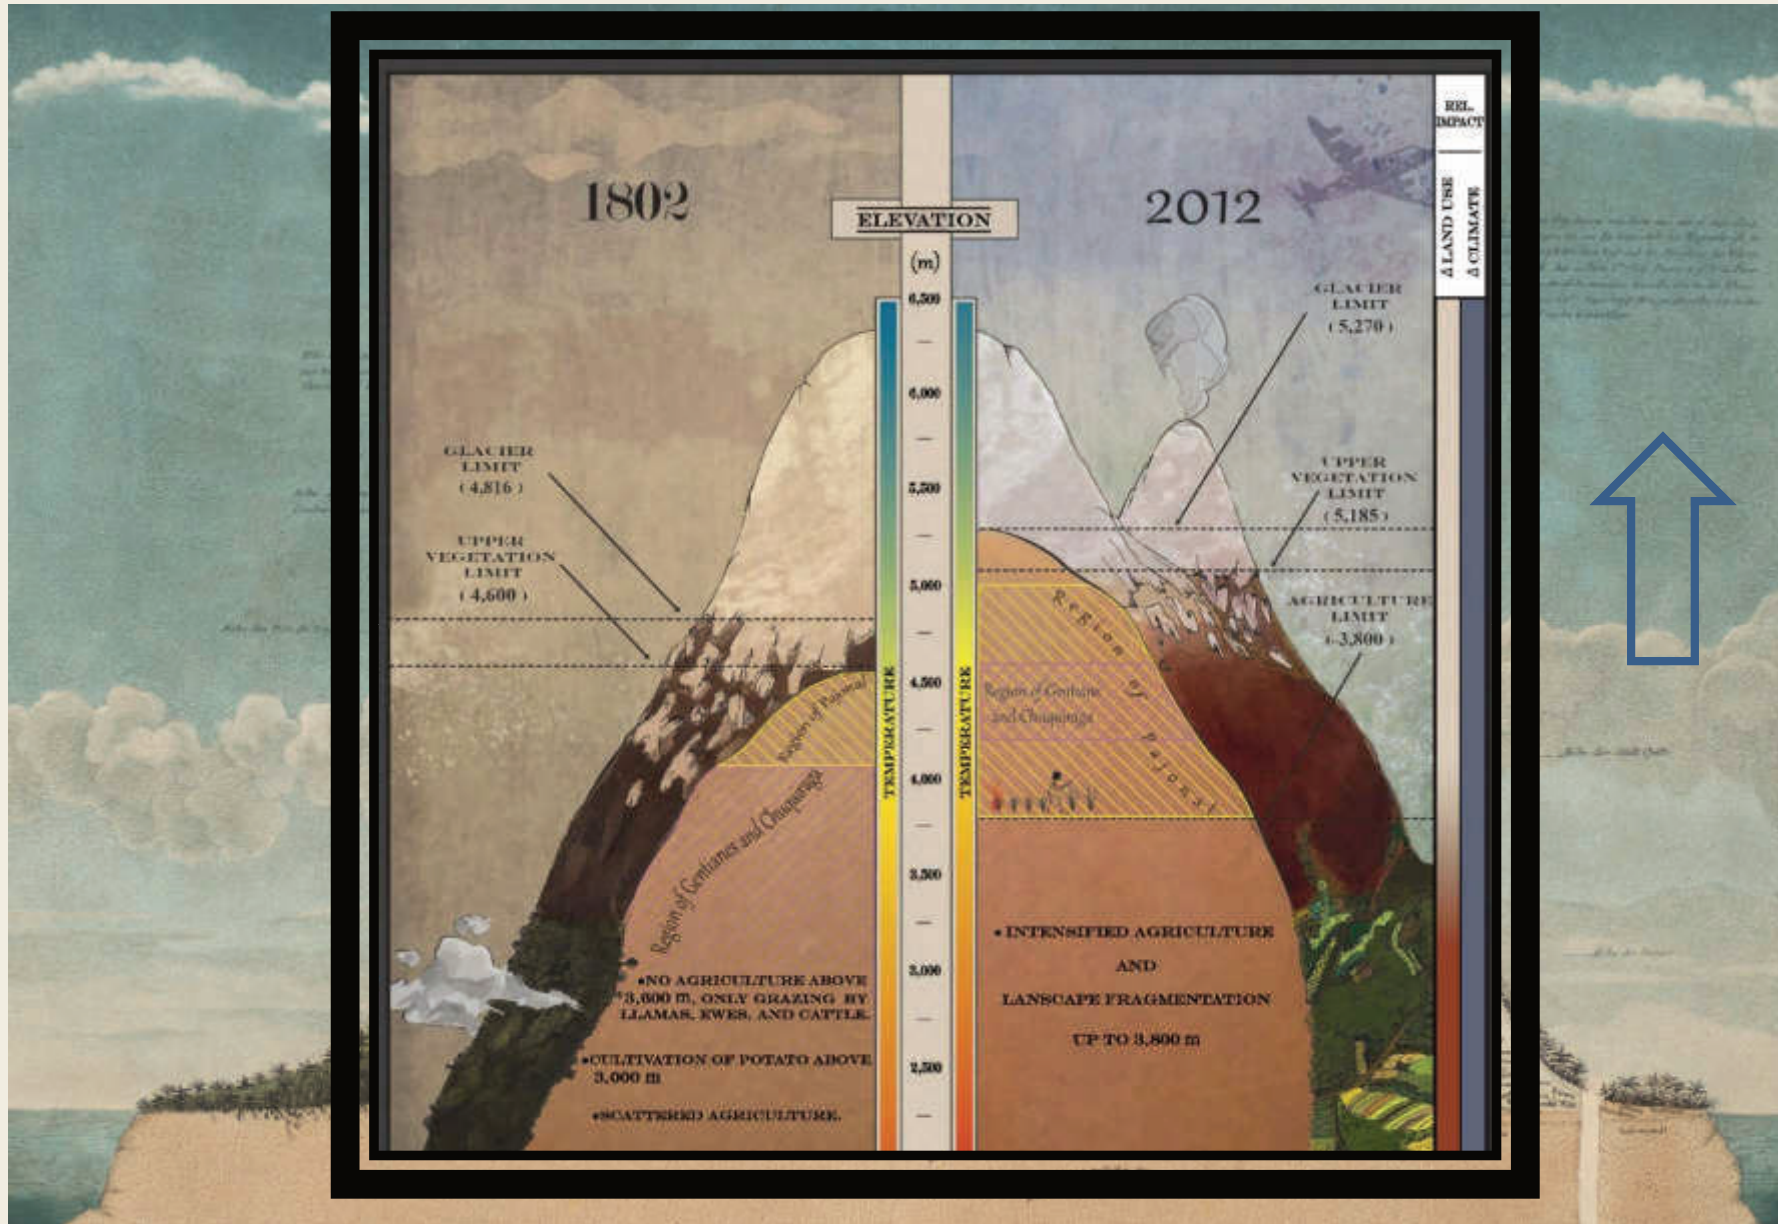 1802
ELEVATION
(m)
2012
REL.
IMPACT
Δ LAND USE
Δ CLIMATE
GLACIER
LIMIT
(4,816)
UPPER
VEGETATION
LIMIT
(4,600)
GLACIER
LIMIT
(5,270)
UPPER
VEGETATION
LIMIT
(5,185)
AGRICULTURE
LIMIT
(~3,800)
6,500
6,000
5,500
5,000
4,500
4,000
3,500
3,000
2,500
TEMPERATURE
TEMPERATURE
Region of Pajonal
Region of Gentianes and Chuquiraga
Region of Pajonal
Region of Gentians
and Chuquiraga
•NO AGRICULTURE ABOVE
3,600 m, ONLY GRAZING BY
LLAMAS, EWES, AND CATTLE.
•CULTIVATION OF POTATO ABOVE
3,000 m
•SCATTERED AGRICULTURE.
• INTENSIFIED AGRICULTURE
AND
LANSCAPE FRAGMENTATION
UP TO 3,800 m